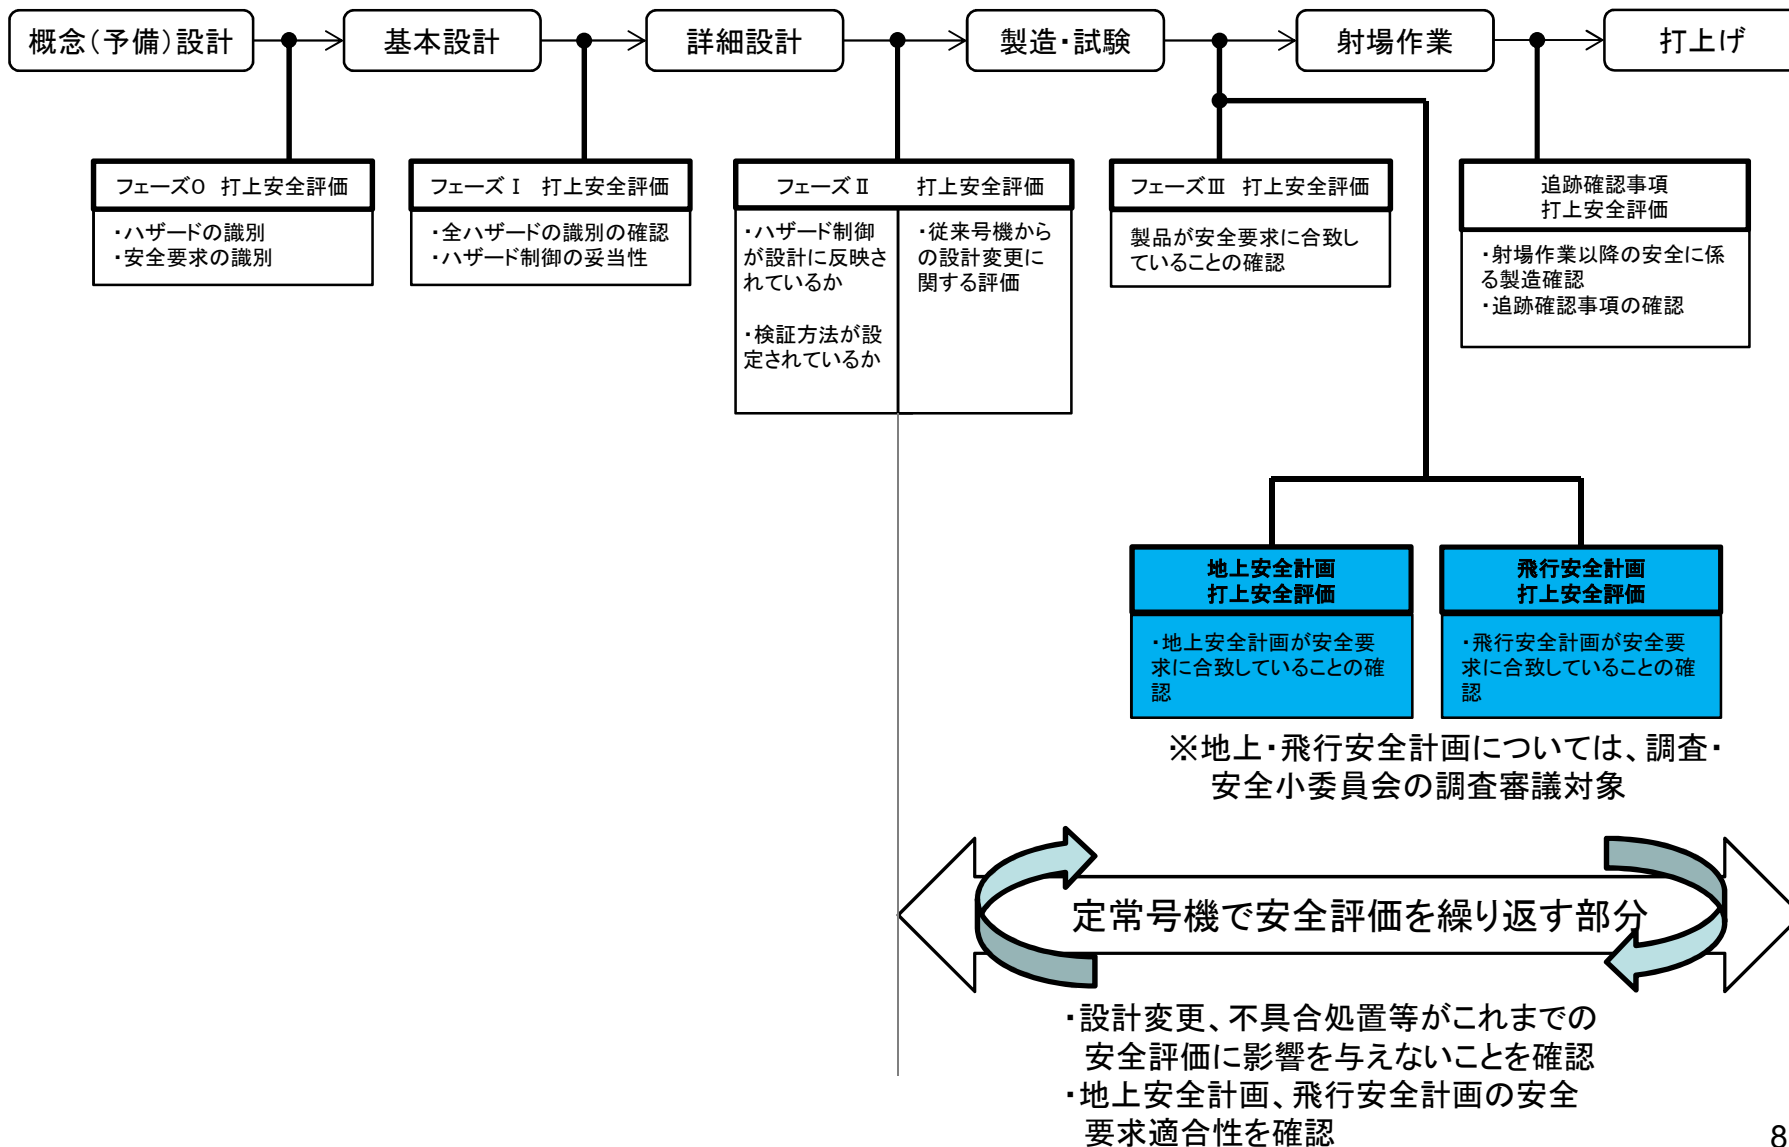 概念(予備)設計
基本設計
詳細設計
製造・試験
射場作業
打上げ
フェーズ0 打上安全評価
・ハザードの識別
・安全要求の識別
フェーズⅠ 打上安全評価
・全ハザードの識別の確認
・ハザード制御の妥当性
フェーズⅡ 打上安全評価
・ハザード制御
が設計に反映さ
れているか
・検証方法が設
定されているか
・従来号機から
の設計変更に
関する評価
フェーズⅢ 打上安全評価
製品が安全要求に合致し
ていることの確認
追跡確認事項
打上安全評価
・射場作業以降の安全に係
る製造確認
・追跡確認事項の確認
地上安全計画
打上安全評価
・地上安全計画が安全要
求に合致していることの確
認
飛行安全計画
打上安全評価
・飛行安全計画が安全要
求に合致していることの確
認
※地上・飛行安全計画については、調査・
安全小委員会の調査審議対象
定常号機で安全評価を繰り返す部分
・設計変更、不具合処置等がこれまでの
安全評価に影響を与えないことを確認
・地上安全計画、飛行安全計画の安全
要求適合性を確認
8